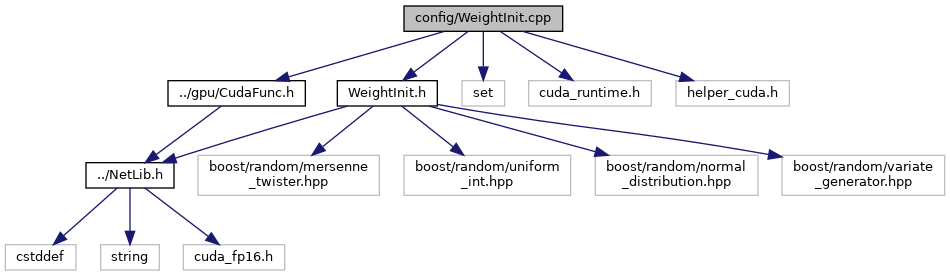 config/WeightInit.cpp
../gpu/CudaFunc.h
WeightInit.h
set
cuda_runtime.h
helper_cuda.h
../NetLib.h
boost/random/mersenne
_twister.hpp
boost/random/uniform
_int.hpp
boost/random/normal
_distribution.hpp
boost/random/variate
_generator.hpp
cstddef
string
cuda_fp16.h